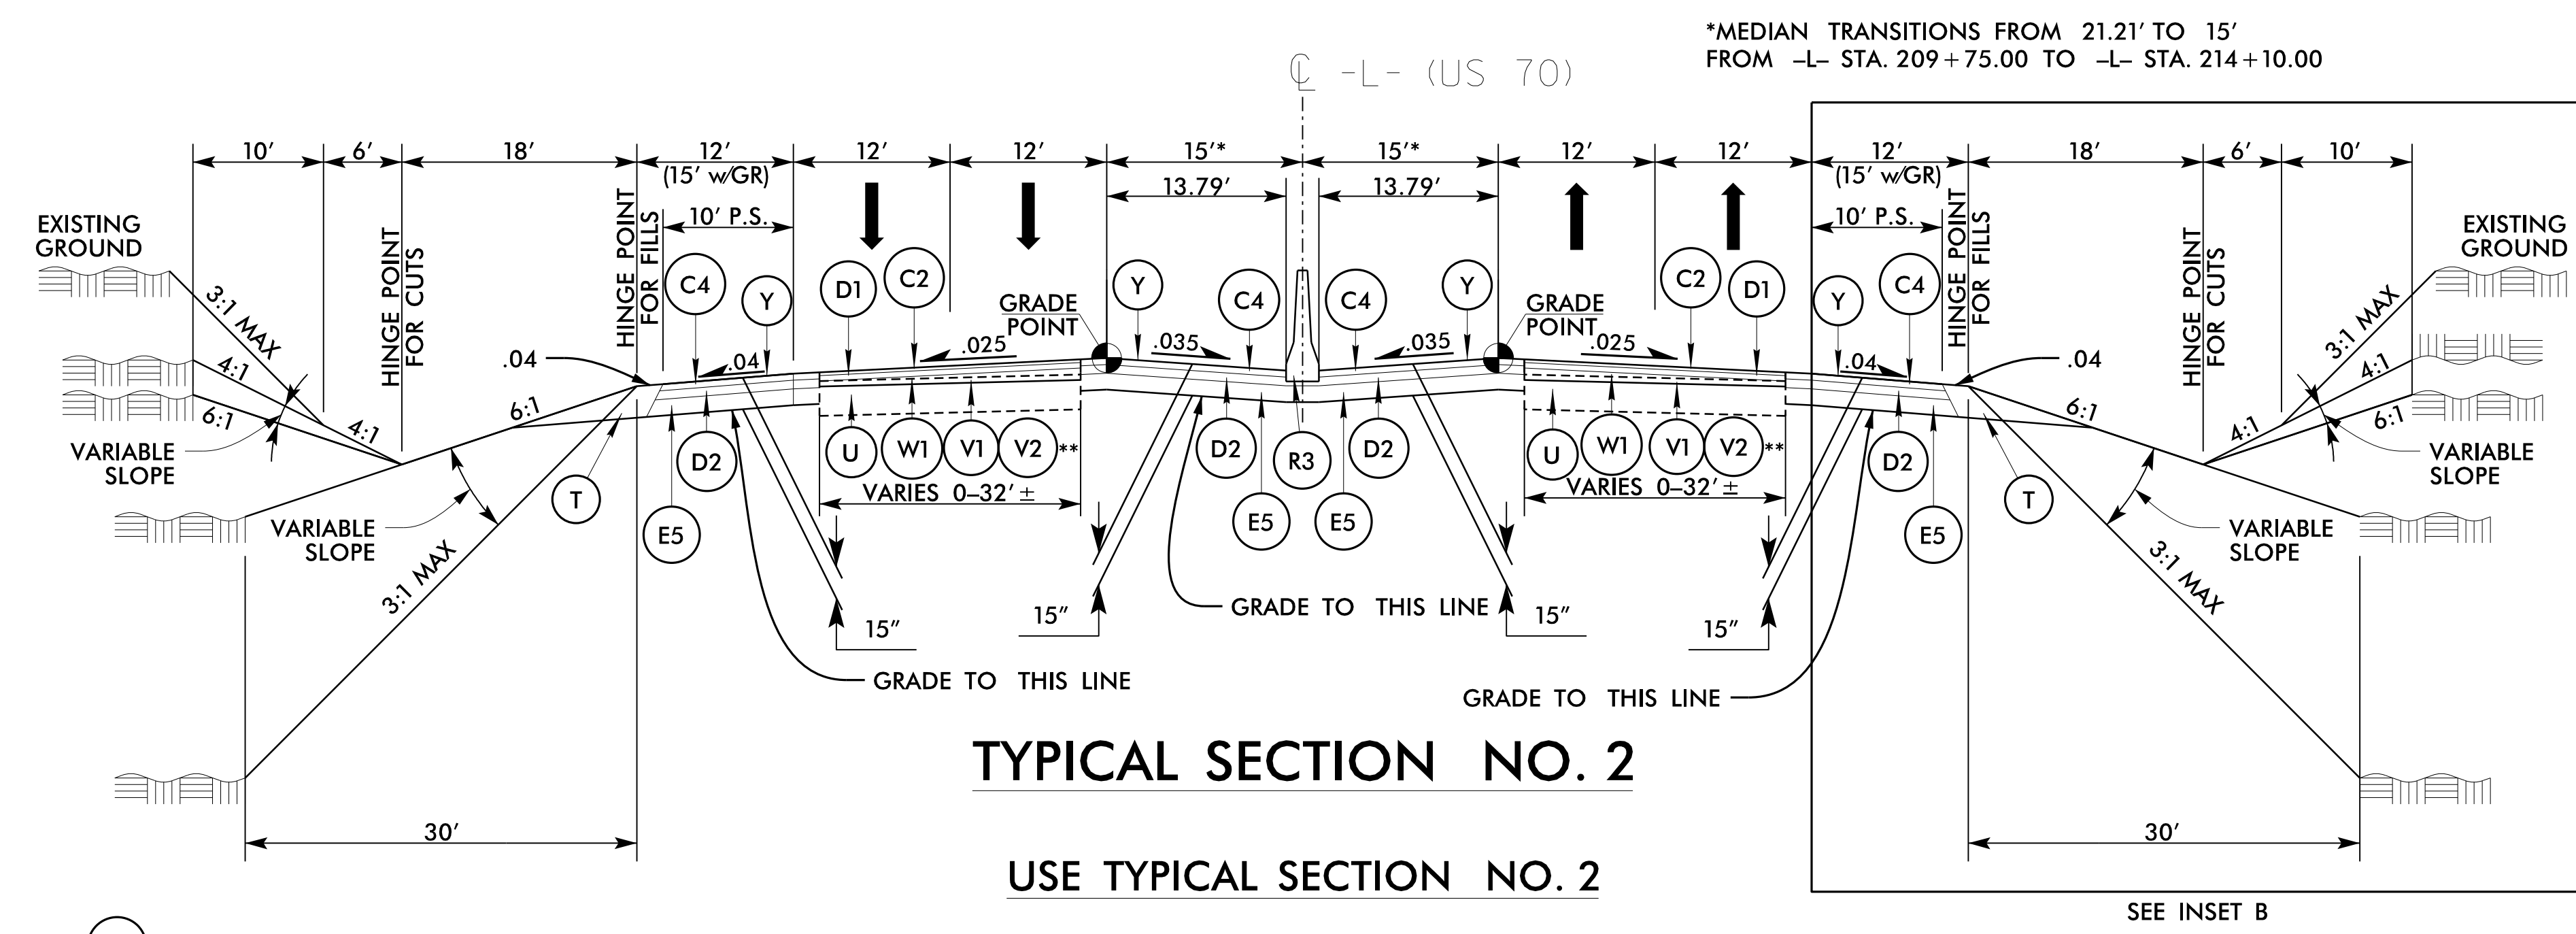 *MEDIAN TRANSITIONS FROM 21.21' TO 15'
FROM –L– STA. 209+75.00 TO –L– STA. 214+10.00
℄ -L- (US 70)
10' 6' 18' 12' 12' 12' 15'* 15'* 12' 12' 12' 18' 6' 10'
(15' w/GR) (15' w/GR)
13.79' 13.79'
10' P.S. 10' P.S.
EXISTING
GROUND
HINGE POINT
FOR CUTS
HINGE POINT
FOR FILLS
HINGE POINT
FOR FILLS
HINGE POINT
FOR CUTS
EXISTING
GROUND
C4 Y D1 C2 Y C4 C4 Y C2 D1 Y C4
GRADE
POINT
GRADE
POINT
3:1 MAX
4:1
6:1
4:1
6:1
.04
.04
.025
.035
.035
.025
.04
.04
6:1
4:1
3:1 MAX
4:1
6:1
VARIABLE
SLOPE
VARIABLE
SLOPE
T E5 D2 U W1 V1 V2 ** D2 E5 R3 E5 D2 U W1 V1 V2 ** D2 E5 T
VARIES 0–32' ±
VARIES 0–32' ±
VARIABLE
SLOPE
VARIABLE
SLOPE
3:1 MAX
3:1 MAX
15" 15" 15" 15"
GRADE TO THIS LINE
GRADE TO THIS LINE
GRADE TO THIS LINE
TYPICAL SECTION NO. 2
30' 30'
USE TYPICAL SECTION NO. 2
SEE INSET B